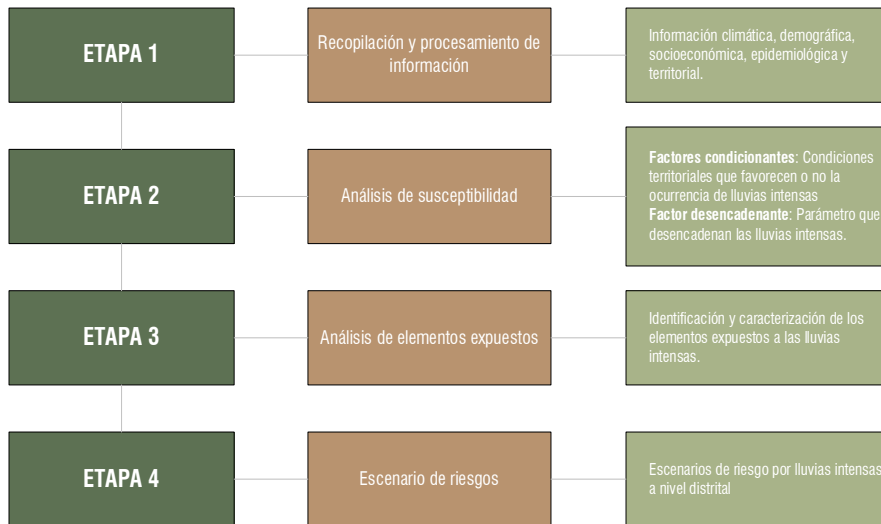 ETAPA 1
Recopilación y procesamiento de
información
Información climática, demográfica,
socioeconómica, epidemiológica y
territorial.
ETAPA 2
Análisis de susceptibilidad
Factores condicionantes: Condiciones
territoriales que favorecen o no la
ocurrencia de lluvias intensas
Factor desencadenante: Parámetro que
desencadenan las lluvias intensas.
ETAPA 3
Análisis de elementos expuestos
Identificación y caracterización de los
elementos expuestos a las lluvias
intensas.
ETAPA 4
Escenario de riesgos
Escenarios de riesgo por lluvias intensas
a nivel distrital